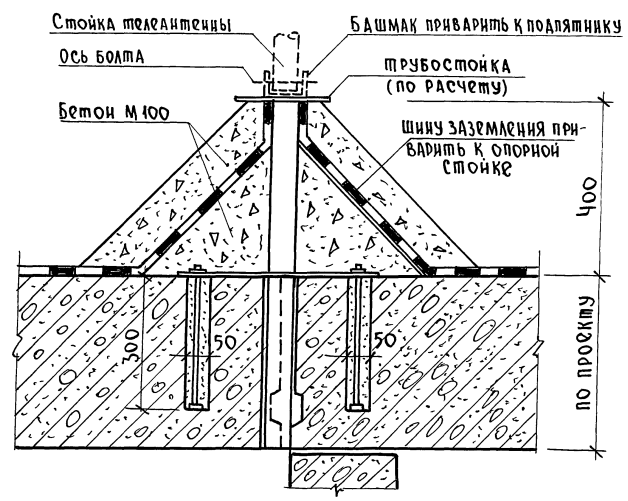 Стойка телеантенны
Башмак приварить к подпятнику
Ось болта
Трубостойка
(по расчету)
Бетон М100
Шину заземления при-
варить к опорной
стойке
400
300
50
50
по проекту